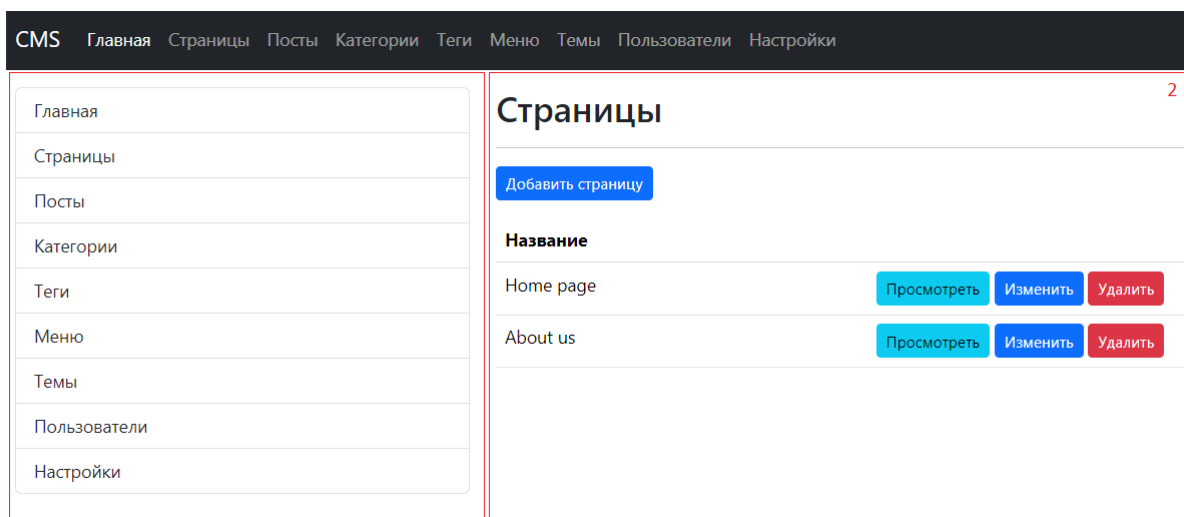 CMS Главная Страницы Посты Категории Теги Меню Темы Пользователи Настройки
Главная
Страницы
Посты
Категории
Теги
Меню
Темы
Пользователи
Настройки
2
Страницы
Добавить страницу
Название
Home page Просмотреть Изменить Удалить
About us Просмотреть Изменить Удалить